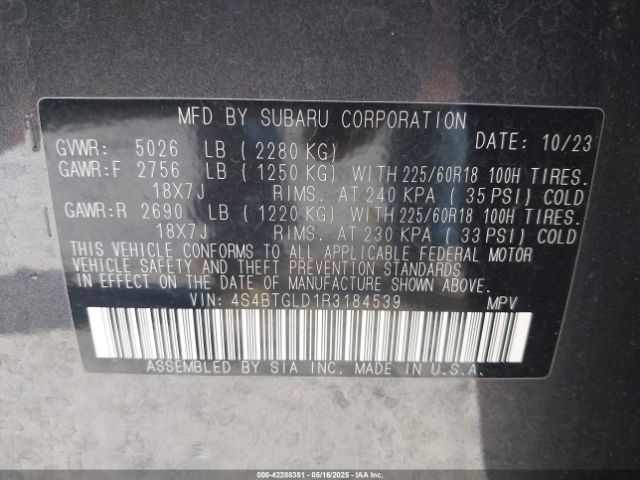 MFD BY SUBARU CORPORATION DATE: 10/23
GVWR: 5026 LB ( 2280 KG)
GAWR:F 2756 LB ( 1250 KG) WITH 225/60R18 100H TIRES.
18X7J RIMS. AT 240 KPA ( 35 PSI) COLD
GAWR:R 2690 LB ( 1220 KG) WITH 225/60R18 100H TIRES.
18X7J RIMS. AT 230 KPA ( 33 PSI) COLD
THIS VEHICLE CONFORMS TO ALL APPLICABLE FEDERAL MOTOR
VEHICLE SAFETY AND THEFT PREVENTION STANDARDS
IN EFFECT ON THE DATE OF MANUFACTURE SHOWN ABOVE.
VIN: 4S4BTGLD1R3184539 MPV
ASSEMBLED BY SIA INC. MADE IN U.S.A.
000-42288351 - 05/16/2025 - IAAI.COM